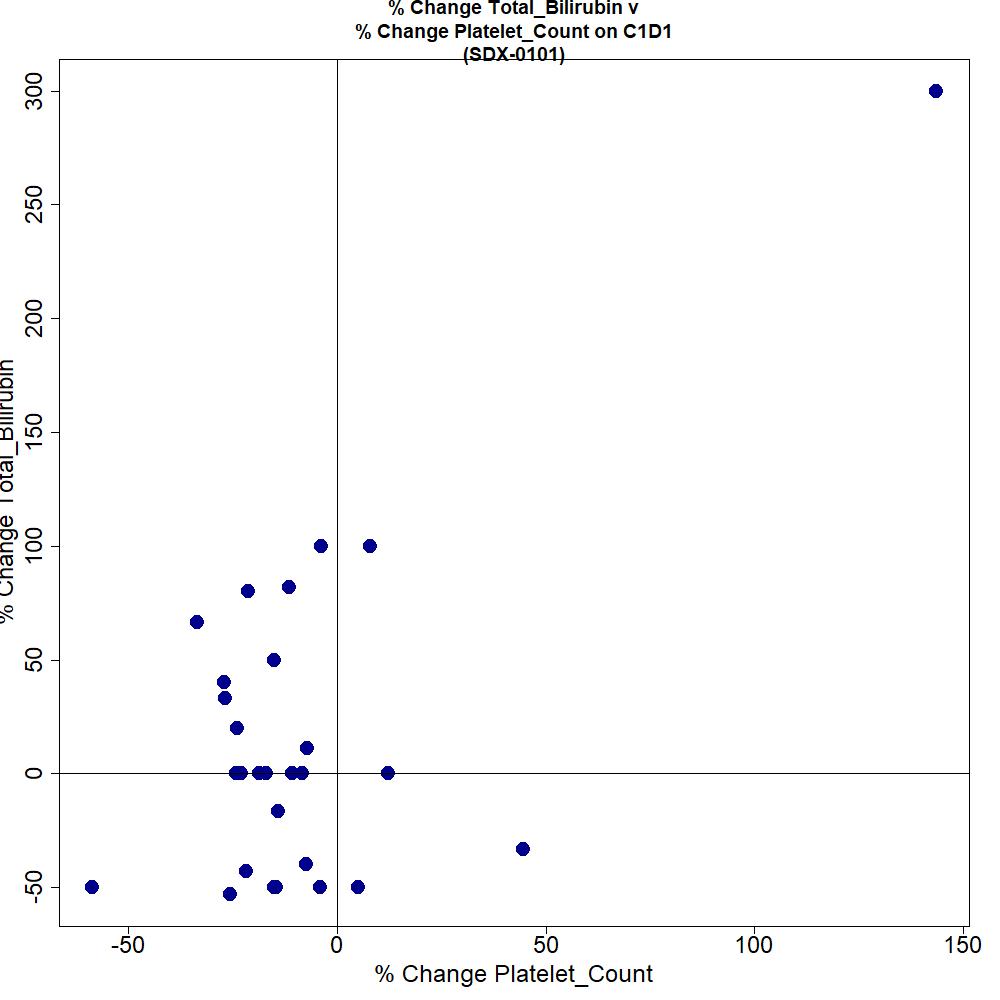 % Change Total_Bilirubin v
% Change Platelet_Count on C1D1
(SDX-0101)
% Change Total_Bilirubin
300
250
200
150
100
50
0
-50
-50
0
50
100
150
% Change Platelet_Count